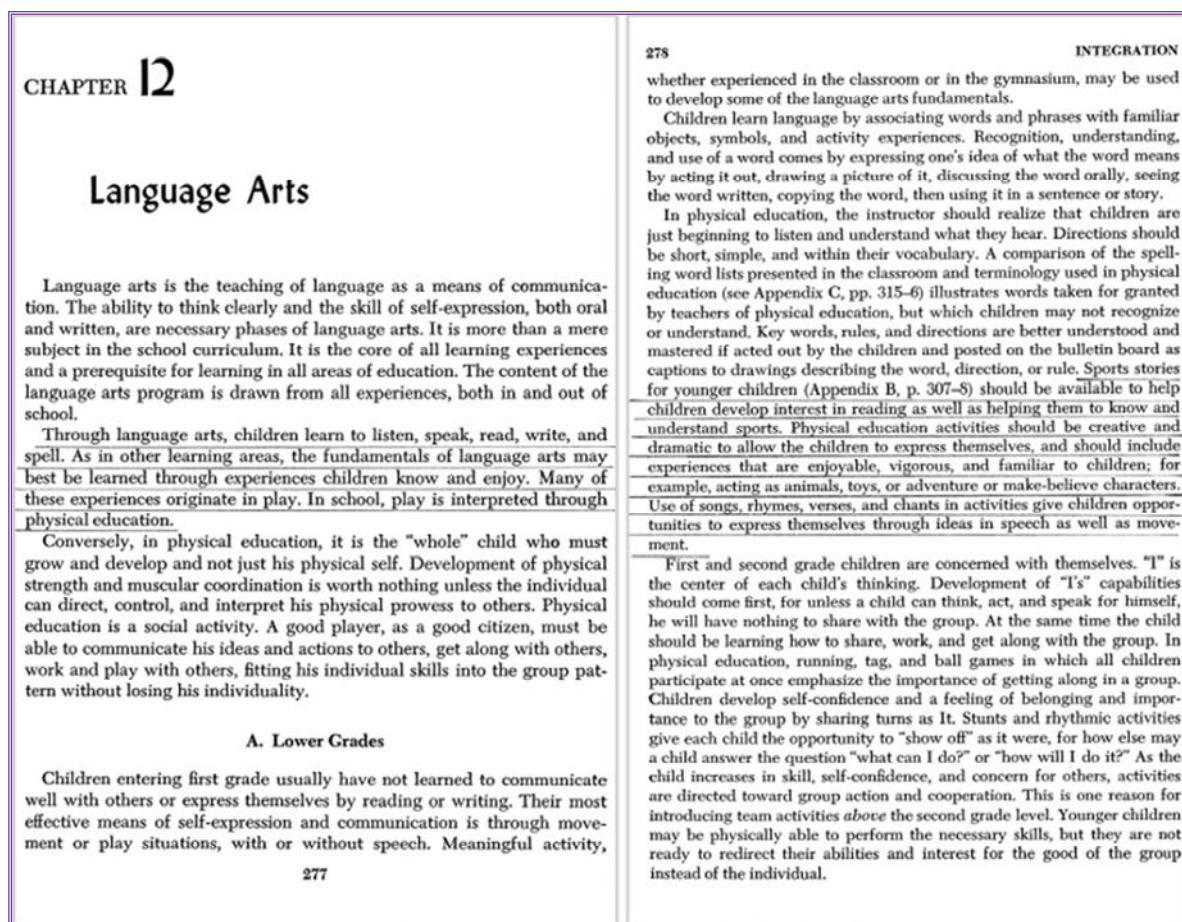 CHAPTER 12
Language Arts
Language arts is the teaching of language as a means of communica-
tion. The ability to think clearly and the skill of self-expression, both oral
and written, are necessary phases of language arts. It is more than a mere
subject in the school curriculum. It is the core of all learning experiences
and a prerequisite for learning in all areas of education. The content of the
language arts program is drawn from all experiences, both in and out of
school.
Through language arts, children learn to listen, speak, read, write, and
spell. As in other learning areas, the fundamentals of language arts may
best be learned through experiences children know and enjoy. Many of
these experiences originate in play. In school, play is interpreted through
physical education.
Conversely, in physical education, it is the "whole" child who must
grow and develop and not just his physical self. Development of physical
strength and muscular coordination is worth nothing unless the individual
can direct, control, and interpret his physical prowess to others. Physical
education is a social activity. A good player, as a good citizen, must be
able to communicate his ideas and actions to others, get along with others,
work and play with others, fitting his individual skills into the group pat-
tern without losing his individuality.
A. Lower Grades
Children entering first grade usually have not learned to communicate
well with others or express themselves by reading or writing. Their most
effective means of self-expression and communication is through move-
ment or play situations, with or without speech. Meaningful activity,
277
278 INTEGRATION
whether experienced in the classroom or in the gymnasium, may be used
to develop some of the language arts fundamentals.
Children learn language by associating words and phrases with familiar
objects, symbols, and activity experiences. Recognition, understanding,
and use of a word comes by expressing one's idea of what the word means
by acting it out, drawing a picture of it, discussing the word orally, seeing
the word written, copying the word, then using it in a sentence or story.
In physical education, the instructor should realize that children are
just beginning to listen and understand what they hear. Directions should
be short, simple, and within their vocabulary. A comparison of the spell-
ing word lists presented in the classroom and terminology used in physical
education (see Appendix C, pp. 315–6) illustrates words taken for granted
by teachers of physical education, but which children may not recognize
or understand. Key words, rules, and directions are better understood and
mastered if acted out by the children and posted on the bulletin board as
captions to drawings describing the word, direction, or rule. Sports stories
for younger children (Appendix B, p. 307–8) should be available to help
children develop interest in reading as well as helping them to know and
understand sports. Physical education activities should be creative and
dramatic to allow the children to express themselves, and should include
experiences that are enjoyable, vigorous, and familiar to children; for
example, acting as animals, toys, or adventure or make-believe characters.
Use of songs, rhymes, verses, and chants in activities give children oppor-
tunities to express themselves through ideas in speech as well as move-
ment.
First and second grade children are concerned with themselves. "I" is
the center of each child's thinking. Development of "I's" capabilities
should come first, for unless a child can think, act, and speak for himself,
he will have nothing to share with the group. At the same time the child
should be learning how to share, work, and get along with the group. In
physical education, running, tag, and ball games in which all children
participate at once emphasize the importance of getting along in a group.
Children develop self-confidence and a feeling of belonging and impor-
tance to the group by sharing turns as It. Stunts and rhythmic activities
give each child the opportunity to "show off" as it were, for how else may
a child answer the question "what can I do?" or "how will I do it?" As the
child increases in skill, self-confidence, and concern for others, activities
are directed toward group action and cooperation. This is one reason for
introducing team activities above the second grade level. Younger children
may be physically able to perform the necessary skills, but they are not
ready to redirect their abilities and interest for the good of the group
instead of the individual.